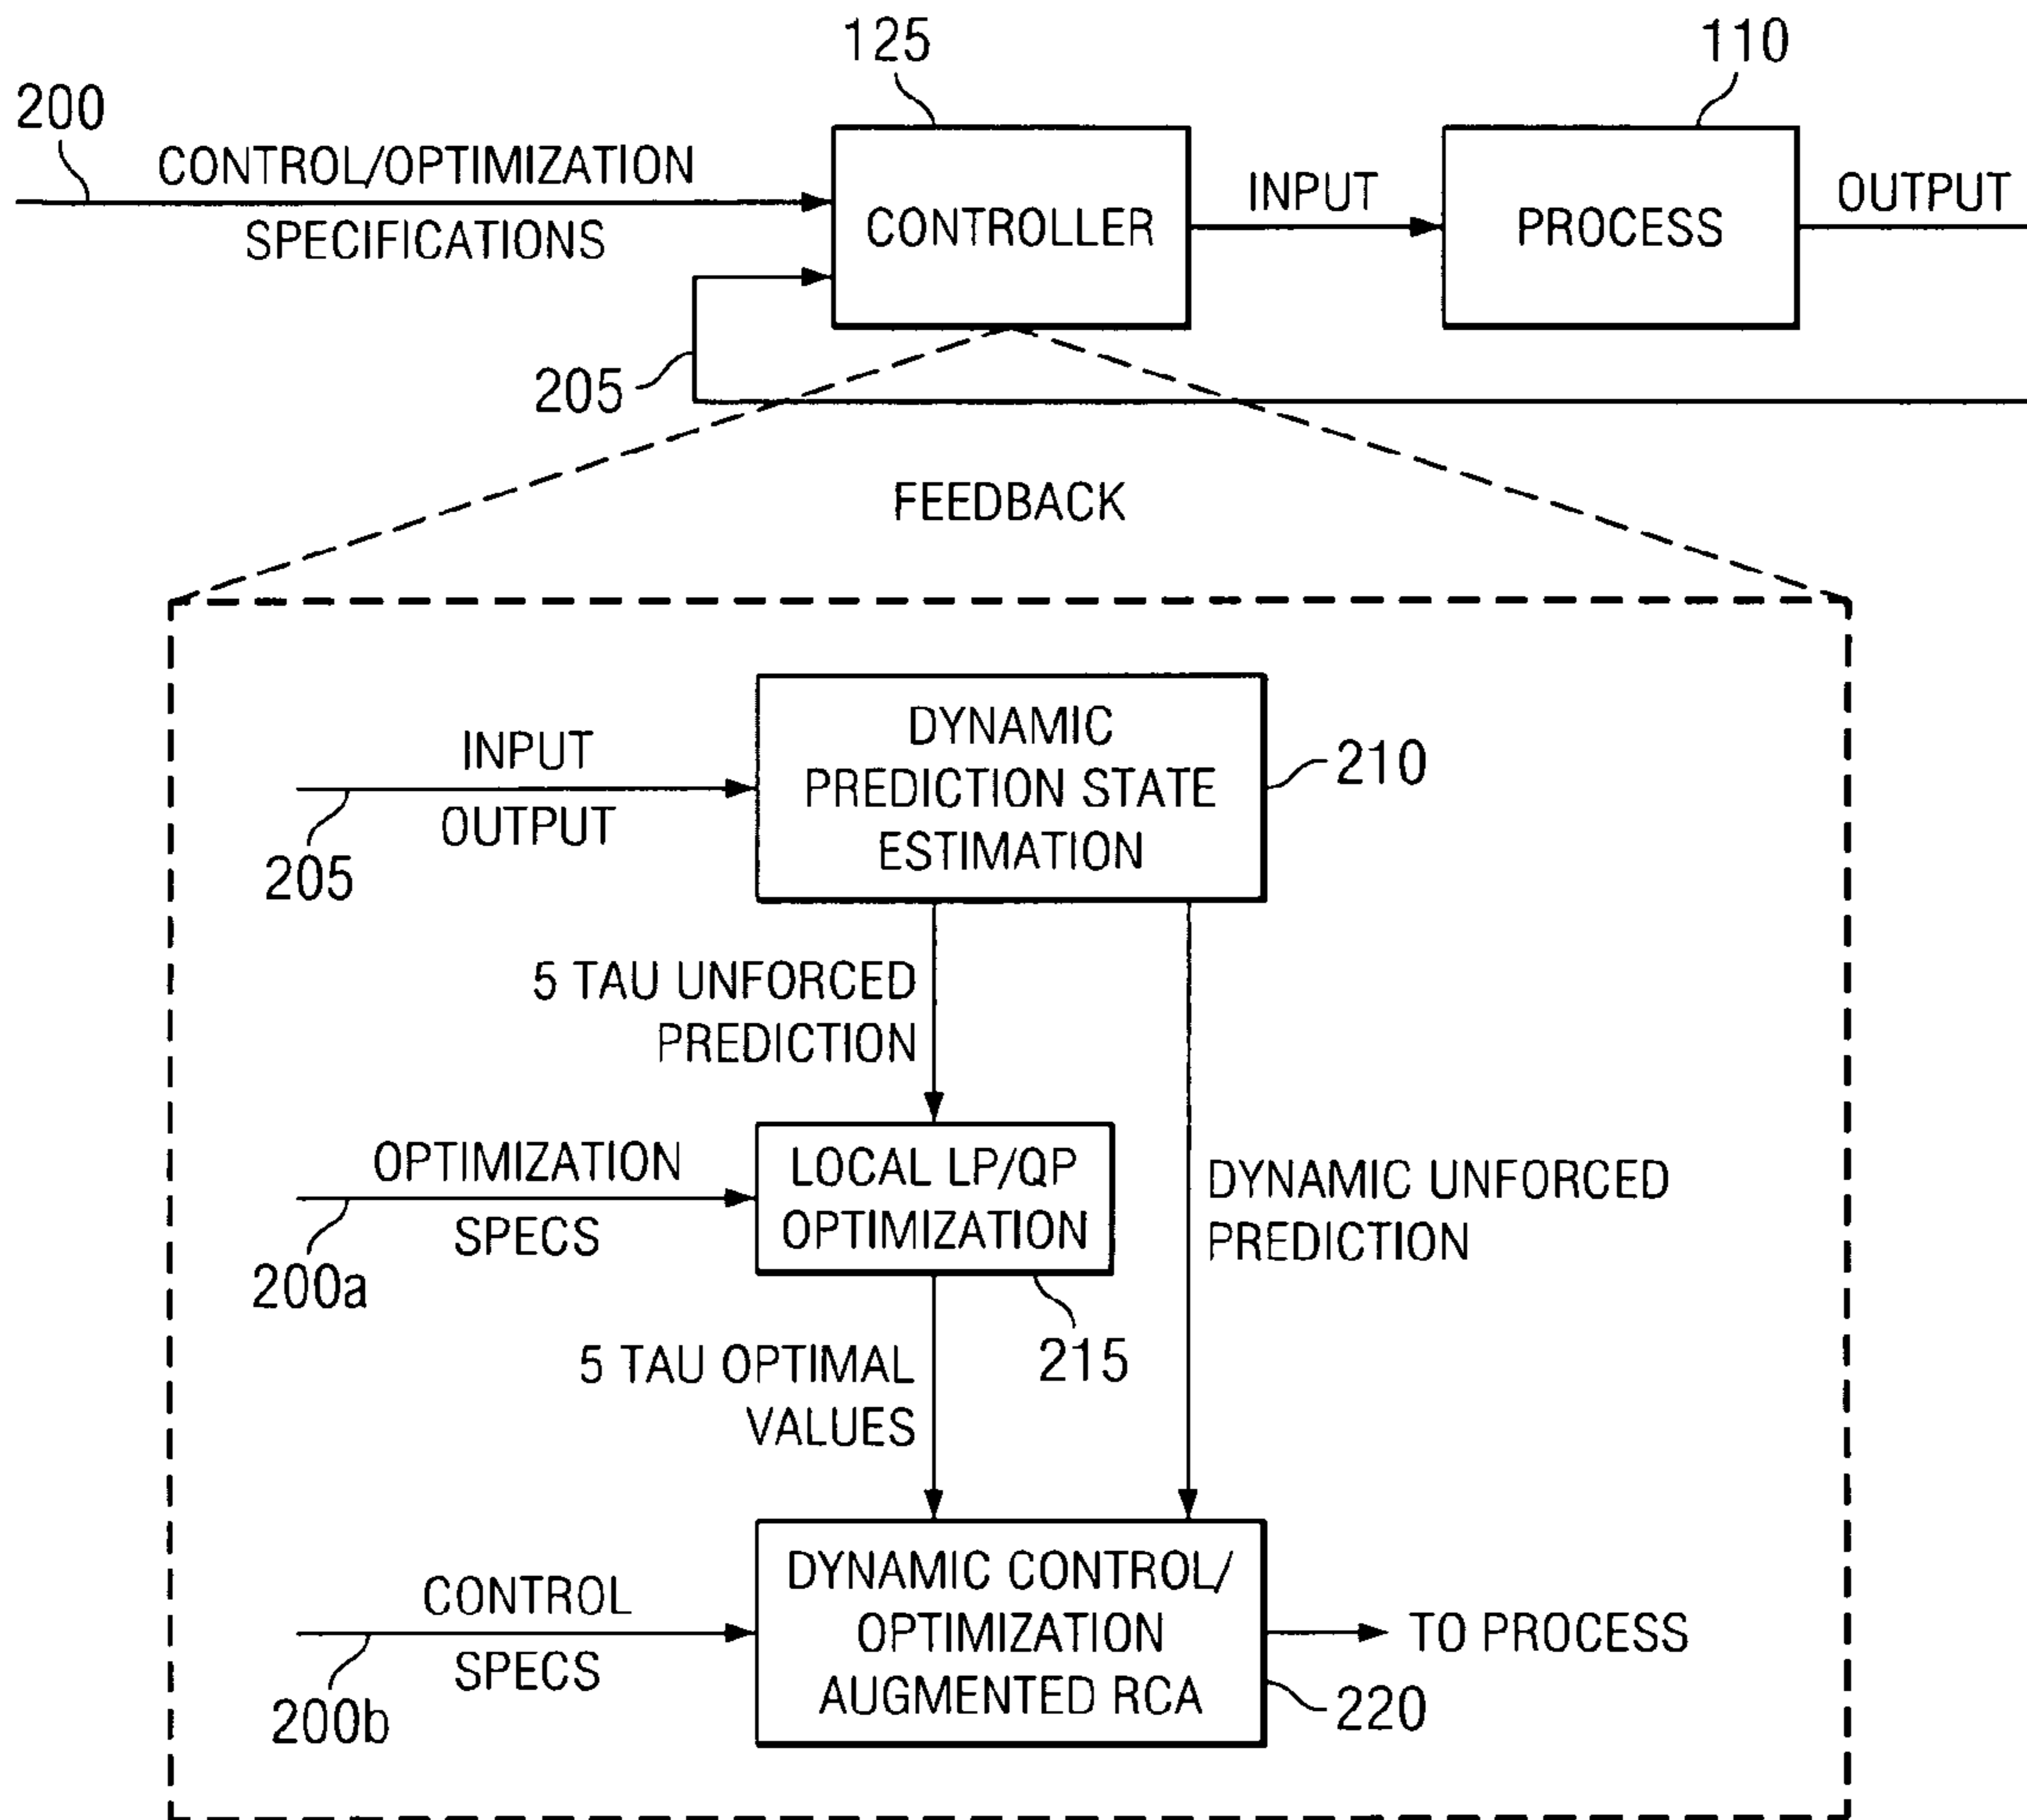 125
110
200
CONTROL/OPTIMIZATION
SPECIFICATIONS
CONTROLLER
INPUT
PROCESS
OUTPUT
205
FEEDBACK
INPUT
OUTPUT
205
DYNAMIC
PREDICTION STATE
ESTIMATION
210
5 TAU UNFORCED
PREDICTION
OPTIMIZATION
SPECS
200a
LOCAL LP/QP
OPTIMIZATION
215
DYNAMIC UNFORCED
PREDICTION
5 TAU OPTIMAL
VALUES
CONTROL
SPECS
200b
DYNAMIC CONTROL/
OPTIMIZATION
AUGMENTED RCA
220
TO PROCESS